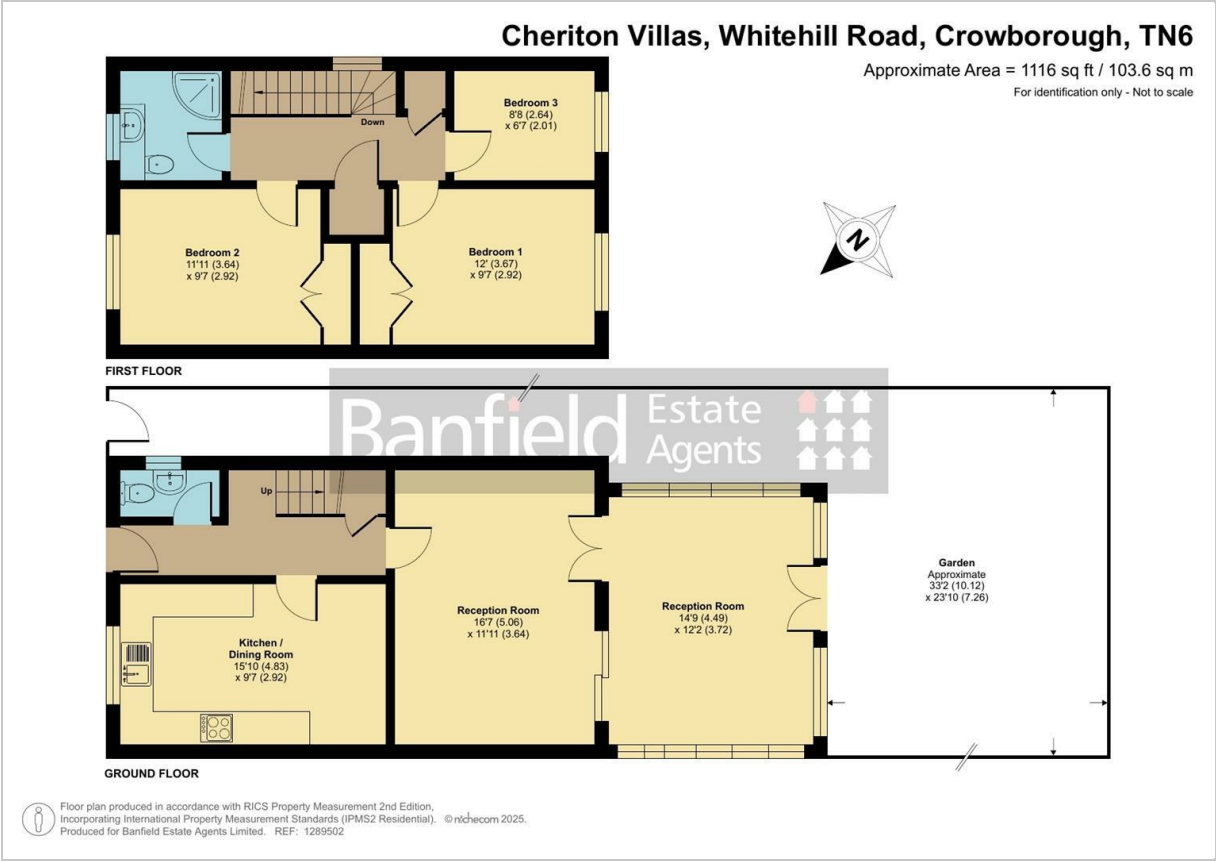 Cheriton Villas, Whitehill Road, Crowborough, TN6
Approximate Area = 1116 sq ft / 103.6 sq m
For identification only - Not to scale
Down
Bedroom 3
8'8 (2.64)
x 6'7 (2.01)
Bedroom 2
11'11 (3.64)
x 9'7 (2.92)
Bedroom 1
12' (3.67)
x 9'7 (2.92)
N
FIRST FLOOR
Banfield Estate
Agents
Up
Reception Room
16'7 (5.06)
x 11'11 (3.64)
Reception Room
14'9 (4.49)
x 12'2 (3.72)
Garden
Approximate
33'2 (10.12)
x 23'10 (7.26)
Kitchen /
Dining Room
15'10 (4.83)
x 9'7 (2.92)
GROUND FLOOR
Floor plan produced in accordance with RICS Property Measurement 2nd Edition,
Incorporating International Property Measurement Standards (IPMS2 Residential). © nichecom 2025.
Produced for Banfield Estate Agents Limited. REF: 1289502